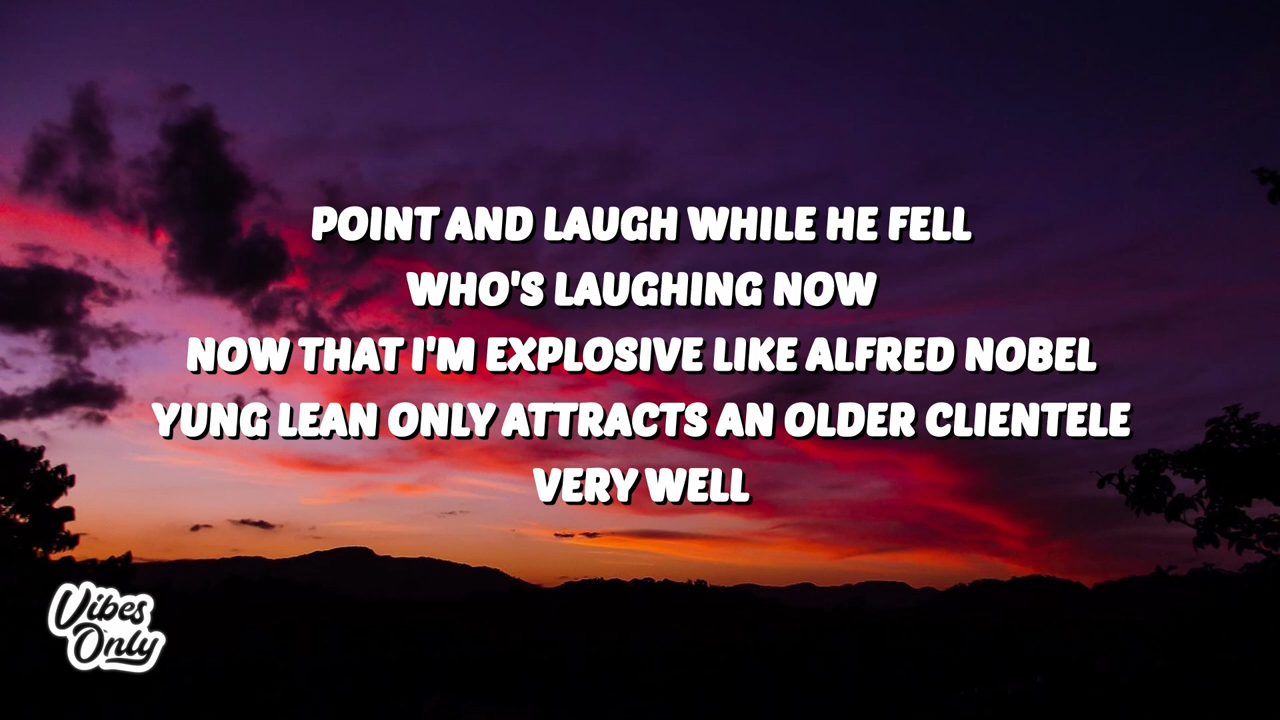 POINT AND LAUGH WHILE HE FELL
WHO'S LAUGHING NOW
NOW THAT I'M EXPLOSIVE LIKE ALFRED NOBEL
YUNG LEAN ONLY ATTRACTS AN OLDER CLIENTELE
VERY WELL
Vibes
Only